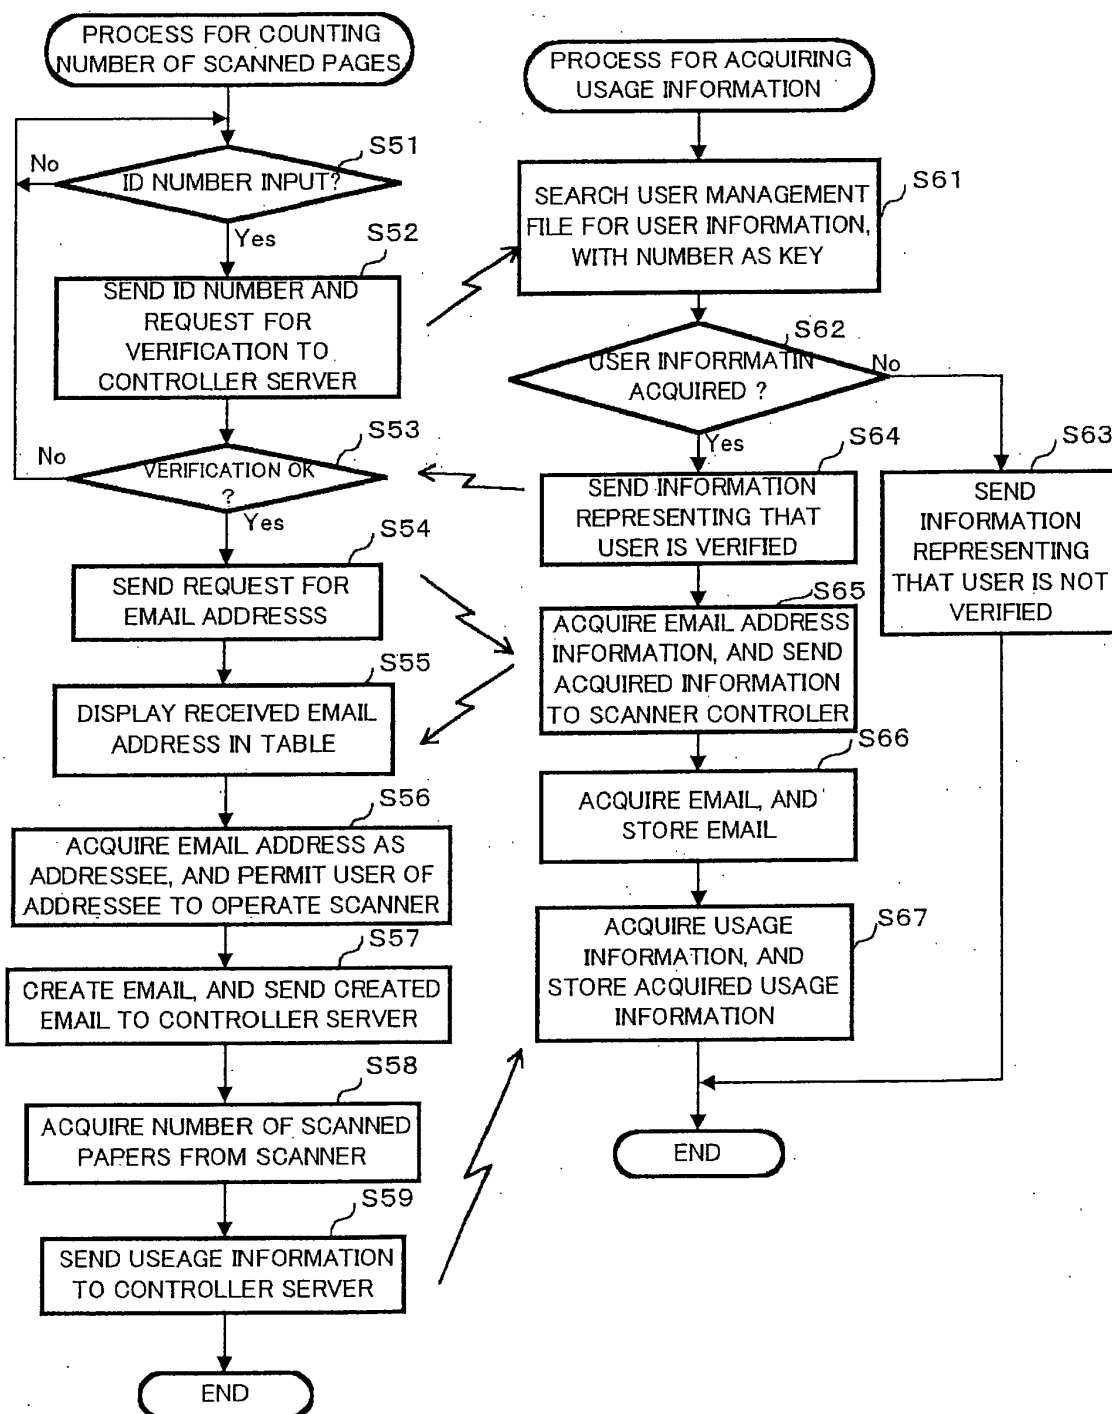 PROCESS FOR COUNTING
NUMBER OF SCANNED PAGES
S51
No
ID NUMBER INPUT?
Yes
S52
SEND ID NUMBER AND
REQUEST FOR
VERIFICATION TO
CONTROLLER SERVER
S53
No
VERIFICATION OK
?
Yes
S54
SEND REQUEST FOR
EMAIL ADDRESSS
S55
DISPLAY RECEIVED EMAIL
ADDRESS IN TABLE
S56
ACQUIRE EMAIL ADDRESS AS
ADDRESSEE, AND PERMIT USER OF
ADDRESSEE TO OPERATE SCANNER
S57
CREATE EMAIL, AND SEND CREATED
EMAIL TO CONTROLLER SERVER
S58
ACQUIRE NUMBER OF SCANNED
PAPERS FROM SCANNER
S59
SEND USEAGE INFORMATION
TO CONTROLLER SERVER
END
PROCESS FOR ACQUIRING
USAGE INFORMATION
S61
SEARCH USER MANAGEMENT
FILE FOR USER INFORMATION,
WITH NUMBER AS KEY
S62
USER INFORRMATIN
ACQUIRED ?
No
Yes
S64
SEND INFORMATION
REPRESENTING THAT
USER IS VERIFIED
S63
SEND
INFORMATION
REPRESENTING
THAT USER IS NOT
VERIFIED
S65
ACQUIRE EMAIL ADDRESS
INFORMATION, AND SEND
ACQUIRED INFORMATION
TO SCANNER CONTROLER
S66
ACQUIRE EMAIL, AND
STORE EMAIL
S67
ACQUIRE USAGE
INFORMATION, AND
STORE ACQUIRED USAGE
INFORMATION
END